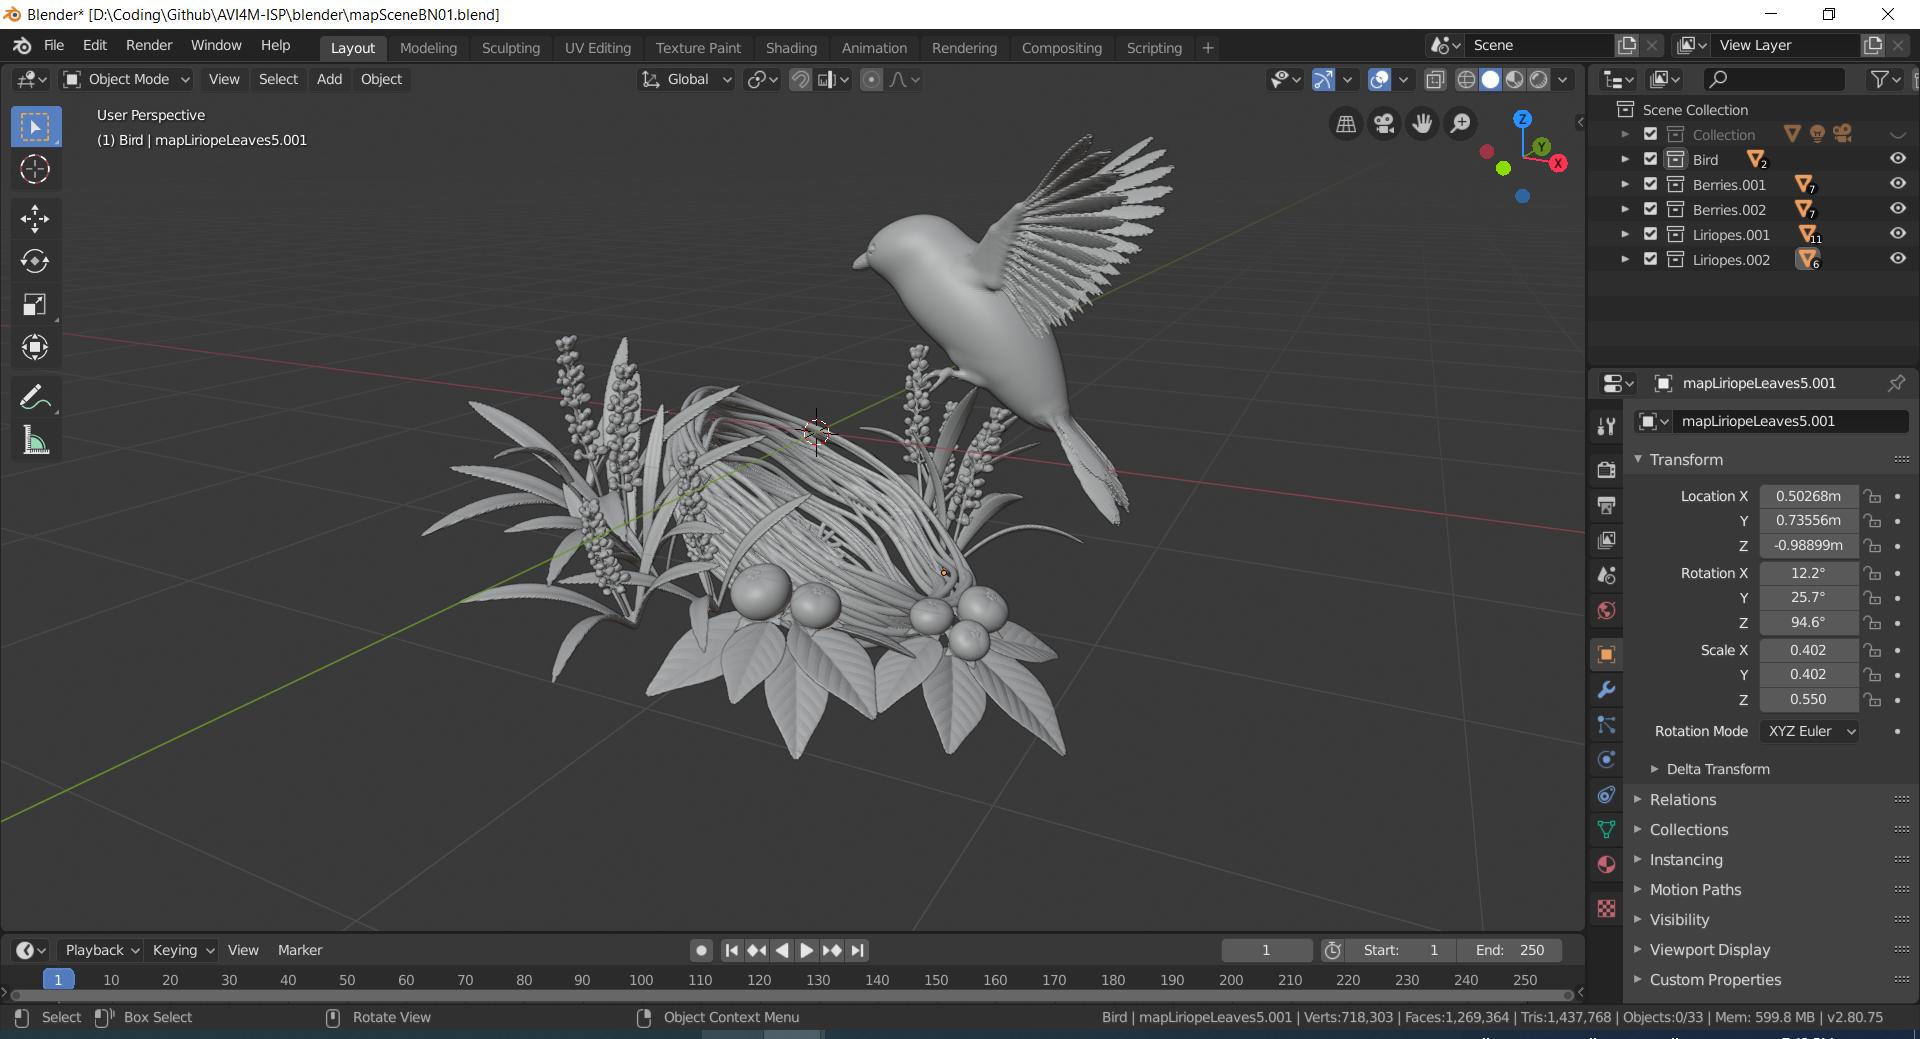 Blender* [D:\Coding\Github\AVI4M-ISP\blender\mapSceneBN01.blend]
File Edit Render Window Help Layout Modeling Sculpting UV Editing Texture Paint Shading Animation Rendering Compositing Scripting + Scene View Layer
Object Mode View Select Add Object Global
User Perspective
(1) Bird | mapLiriopeLeaves5.001
Z
Y
X
Scene Collection
Collection
Bird 2
Berries.001 7
Berries.002 7
Liriopes.001 11
Liriopes.002 6
mapLiriopeLeaves5.001
mapLiriopeLeaves5.001
Transform
Location X 0.50268m
Y 0.73556m
Z -0.98899m
Rotation X 12.2°
Y 25.7°
Z 94.6°
Scale X 0.402
Y 0.402
Z 0.550
Rotation Mode XYZ Euler
Delta Transform
Relations
Collections
Instancing
Motion Paths
Visibility
Viewport Display
Custom Properties
Playback Keying View Marker 1 Start: 1 End: 250
1 10 20 30 40 50 60 70 80 90 100 110 120 130 140 150 160 170 180 190 200 210 220 230 240 250
Select Box Select Rotate View Object Context Menu Bird | mapLiriopeLeaves5.001 | Verts:718,303 | Faces:1,269,364 | Tris:1,437,768 | Objects:0/33 | Mem: 599.8 MB | v2.80.75